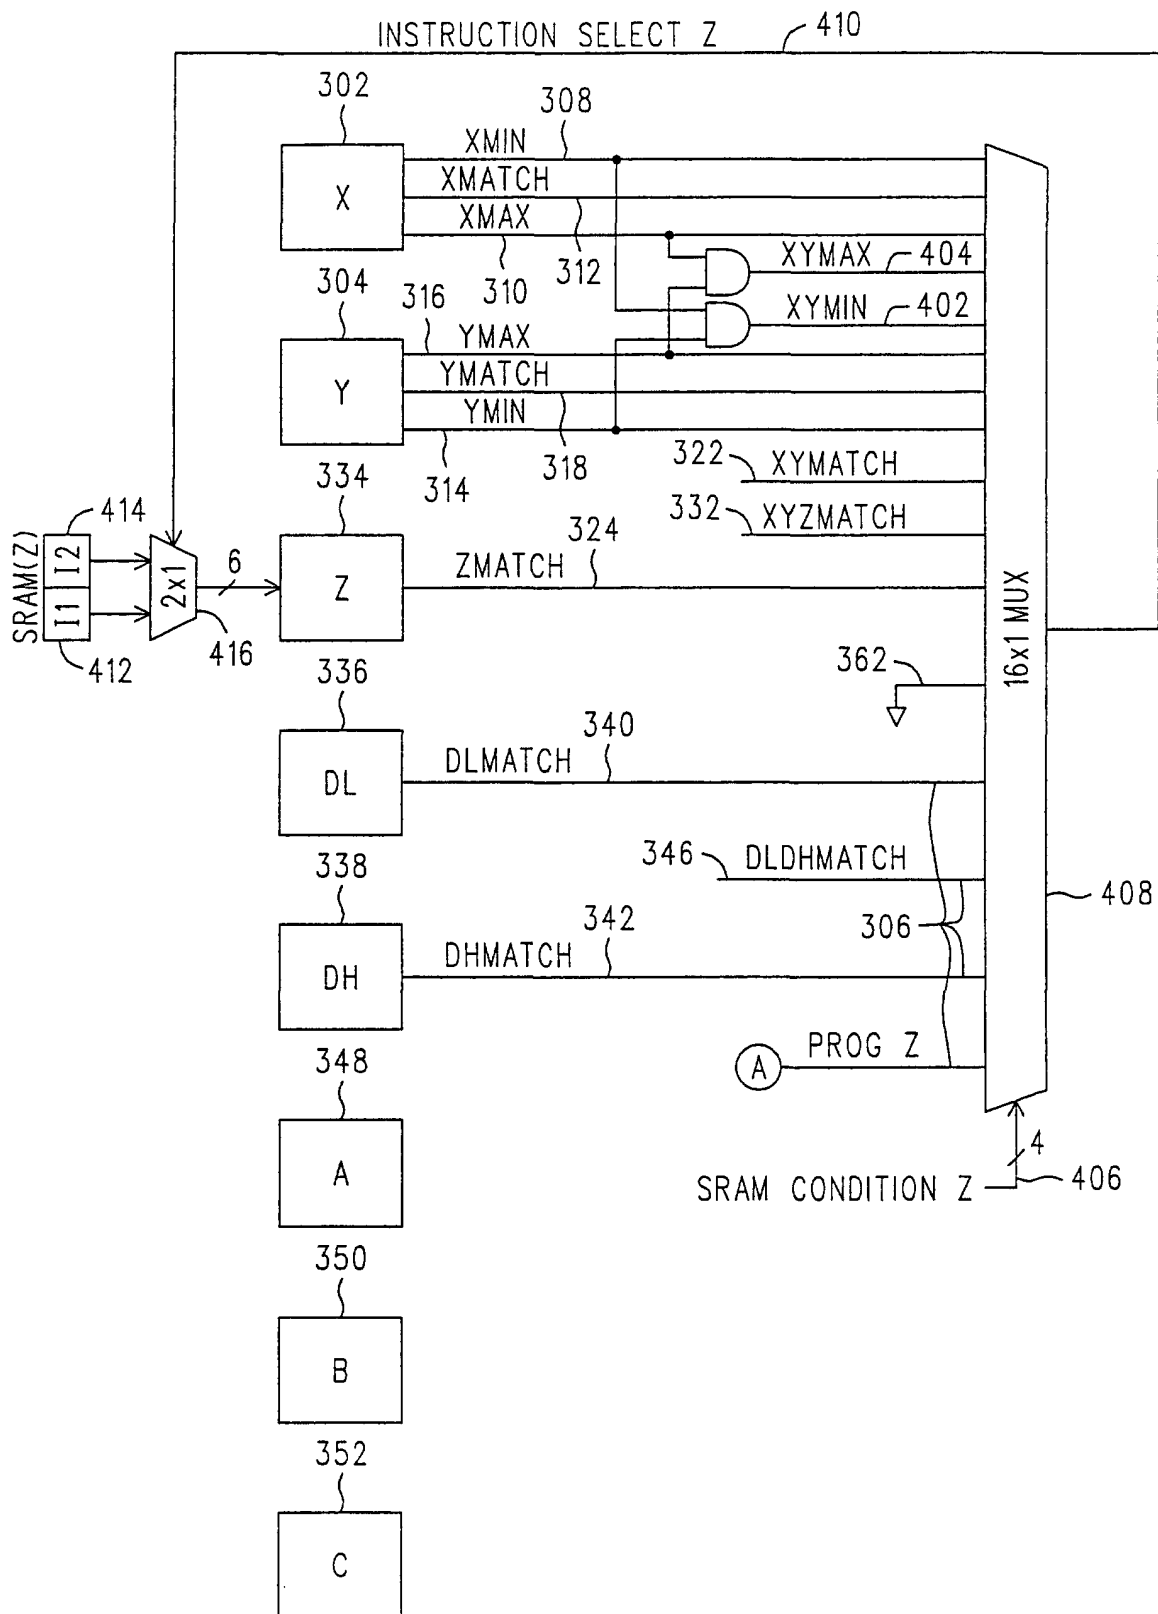 INSTRUCTION SELECT Z 410
302
308
XMIN
X
XMATCH
XMAX
312
310
XYMAX 404
304
316
XYMIN 402
YMAX
Y
YMATCH
YMIN
318
314
322 XYMATCH
334
332 XYZMATCH
414
SRAM(Z)
I2
I1
2x1
6
Z
ZMATCH 324
16x1 MUX
412
416
336
362
340
DLMATCH
DL
346 DLDHMATCH
338
408
306
342
DHMATCH
DH
348
A PROG Z
A
4
SRAM CONDITION Z 406
350
B
352
C